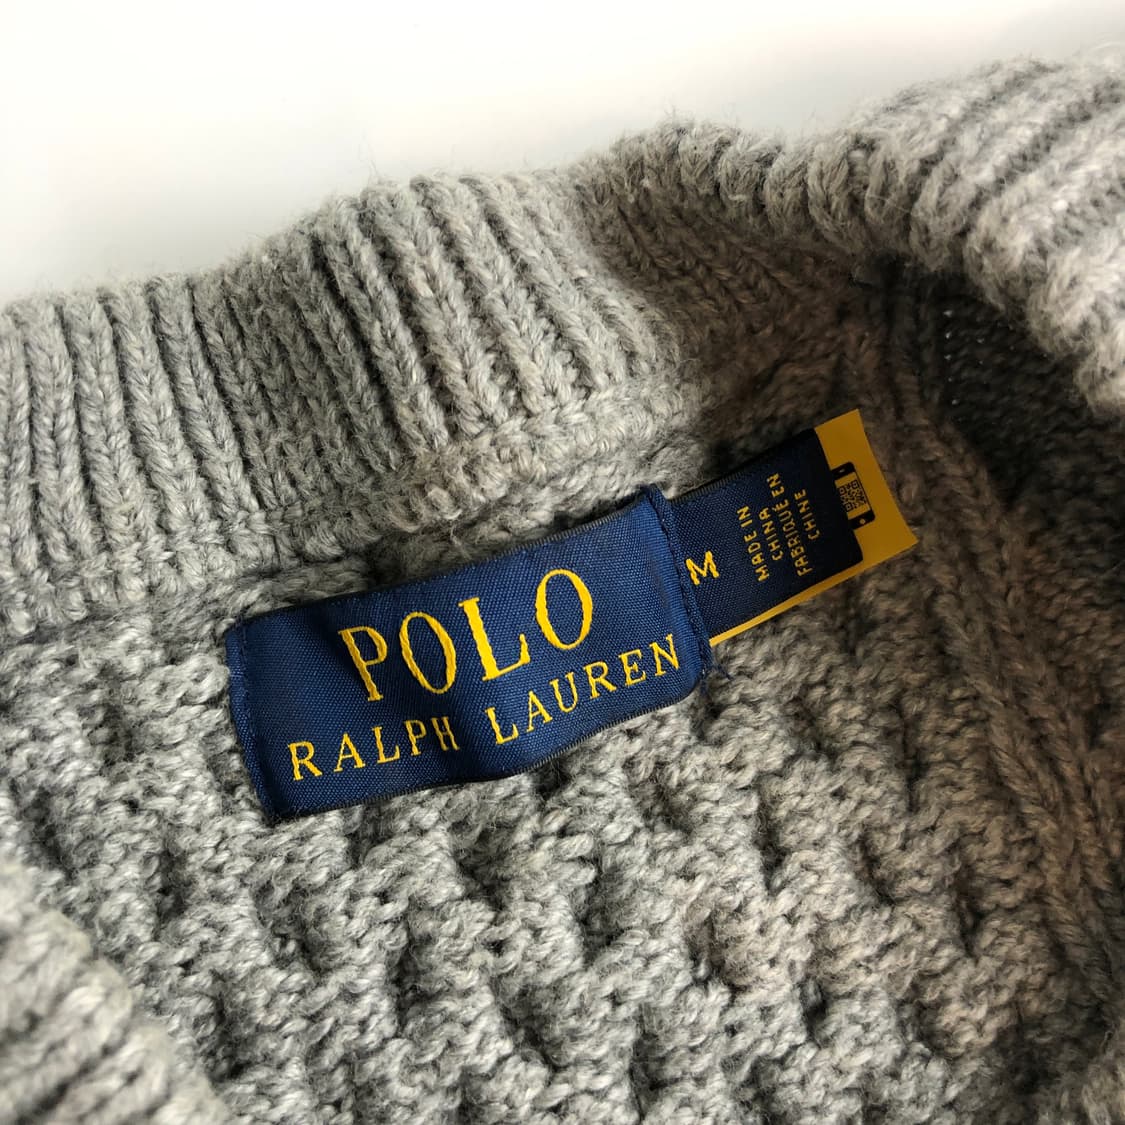 POLO
RALPH LAUREN
M
MADE IN
CHINA
FABRIQUÉ EN
CHINE